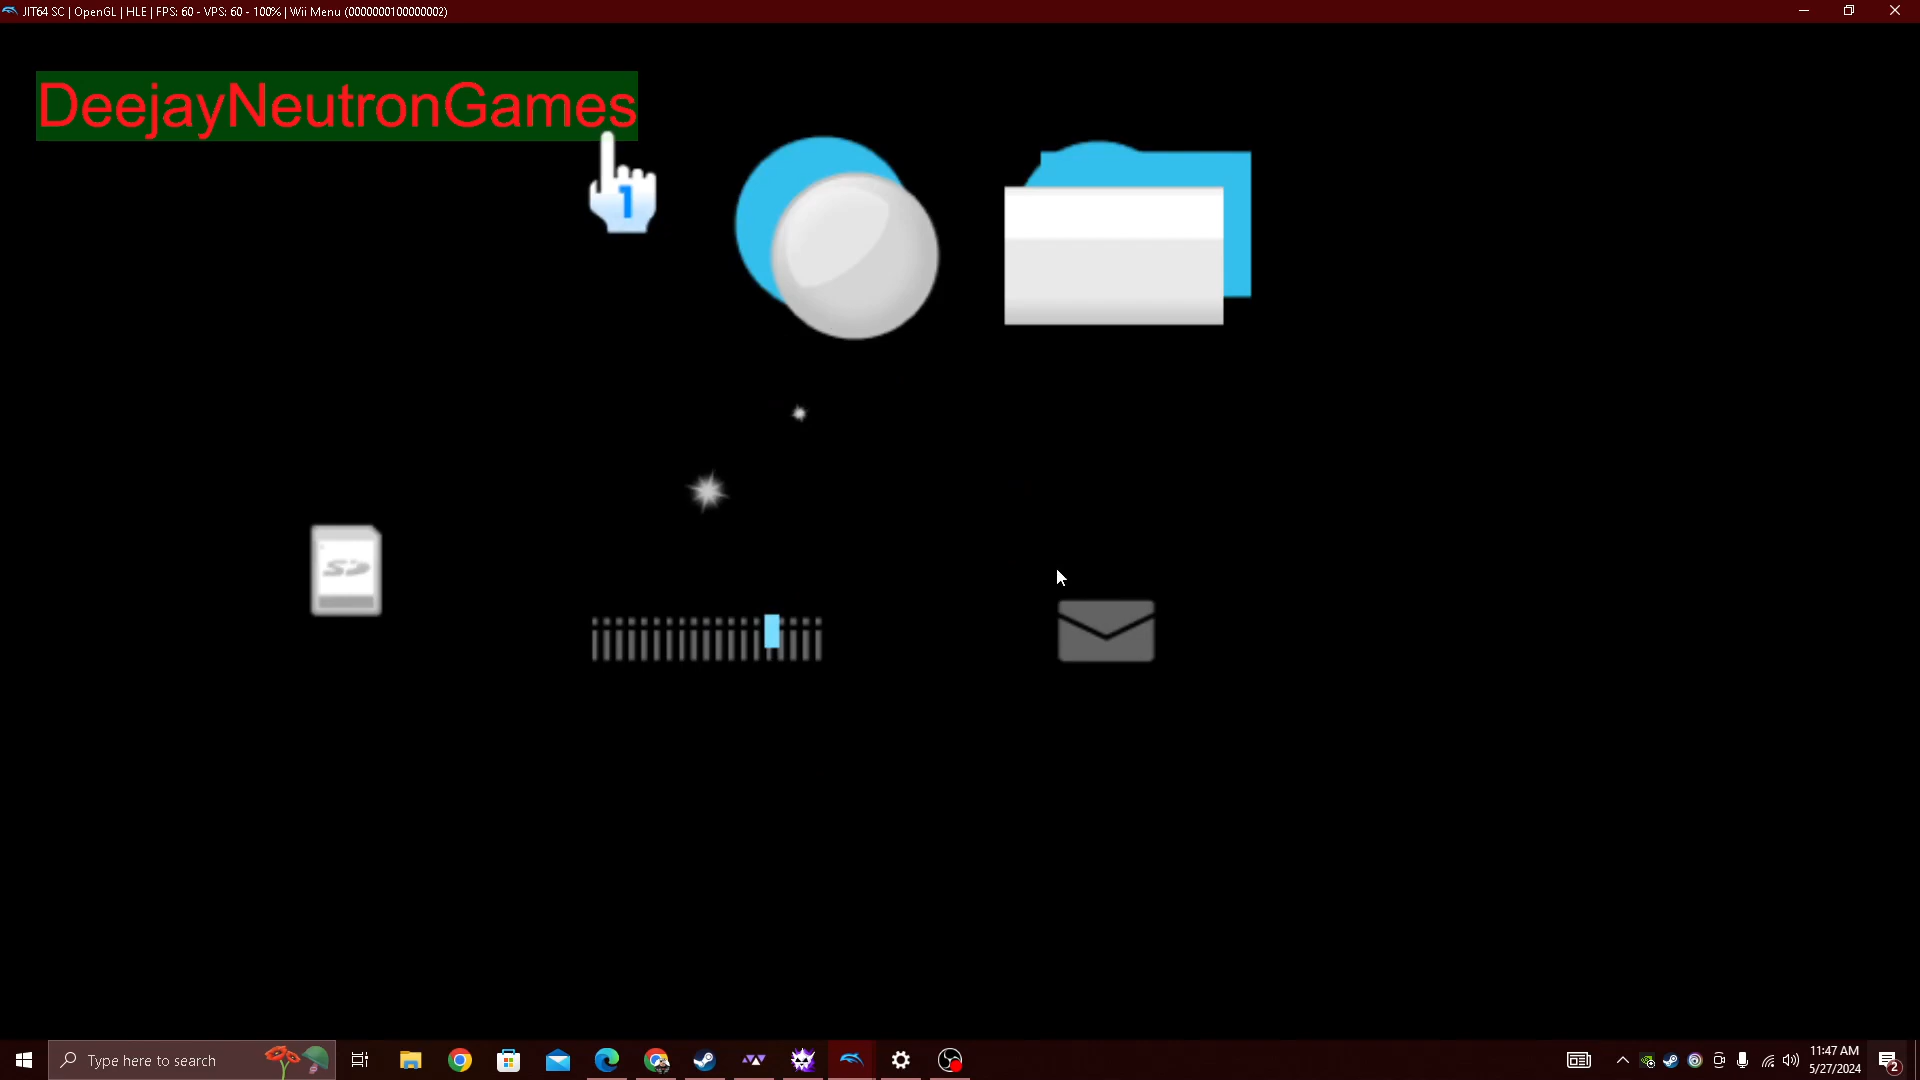 JIT64 SC | OpenGL | HLE | FPS: 60 - VPS: 60 - 100% | Wii Menu (0000000100000002)
DeejayNeutronGames
1
SD
Type here to search
11:47 AM
5/27/2024
2